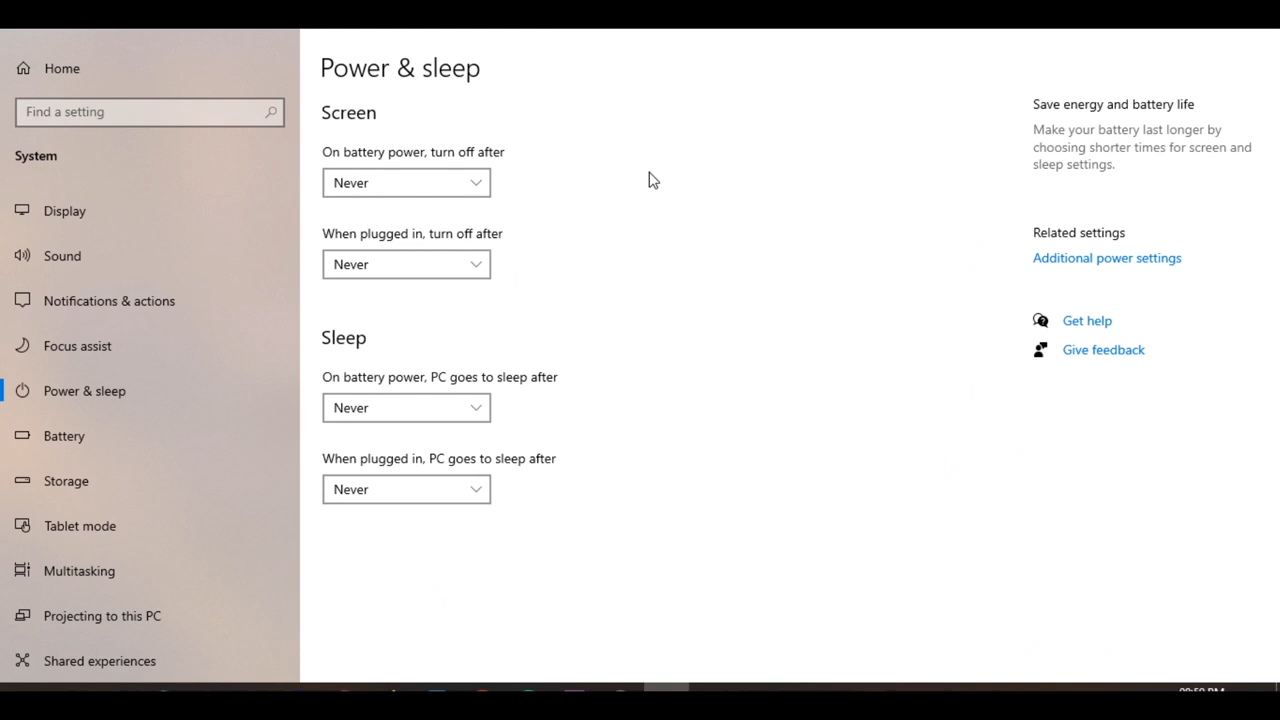 Home
Find a setting
System
Display
Sound
Notifications & actions
Focus assist
Power & sleep
Battery
Storage
Tablet mode
Multitasking
Projecting to this PC
Shared experiences
Power & sleep
Screen
On battery power, turn off after
Never
When plugged in, turn off after
Never
Sleep
On battery power, PC goes to sleep after
Never
When plugged in, PC goes to sleep after
Never
Save energy and battery life
Make your battery last longer by
choosing shorter times for screen and
sleep settings.
Related settings
Additional power settings
Get help
Give feedback